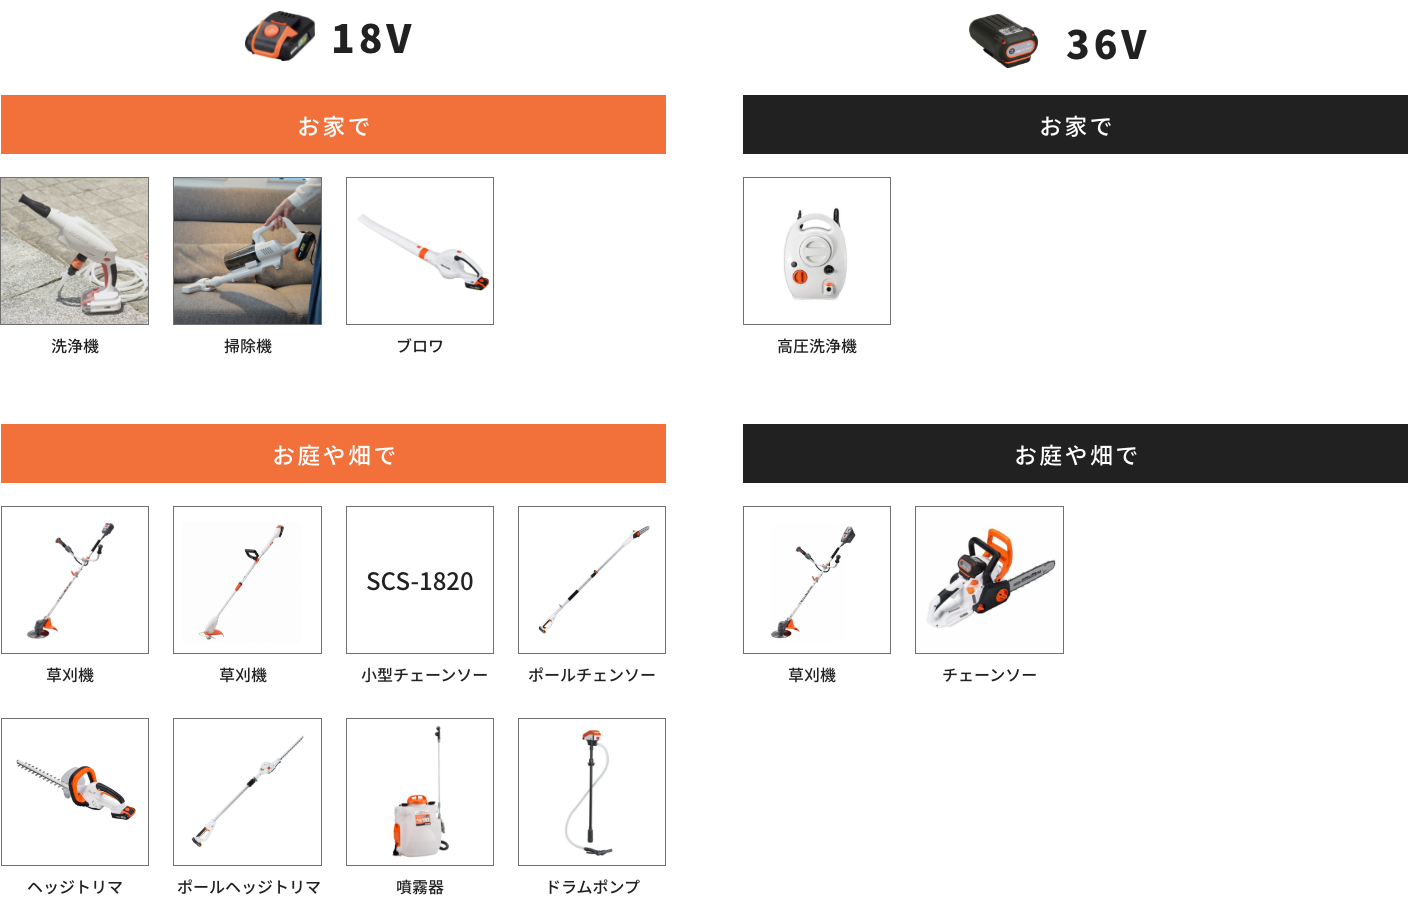 18V
お家で
洗浄機
掃除機
ブロワ
お庭や畑で
草刈機
草刈機
SCS-1820
小型チェーンソー
ポールチェンソー
ヘッジトリマ
ポールヘッジトリマ
噴霧器
ドラムポンプ
36V
お家で
高圧洗浄機
お庭や畑で
草刈機
チェーンソー